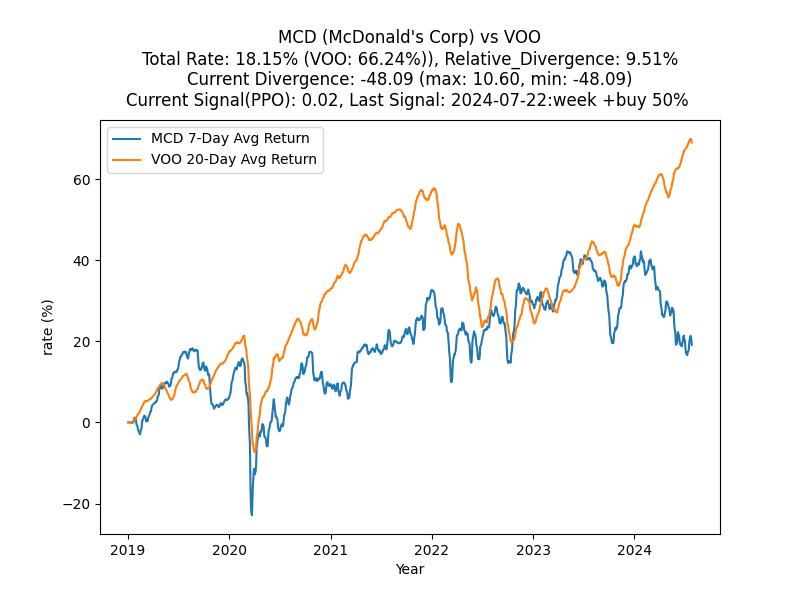 MCD (McDonald's Corp) vs VOO
Total Rate: 18.15% (VOO: 66.24%)), Relative_Divergence: 9.51%
Current Divergence: -48.09 (max: 10.60, min: -48.09)
Current Signal(PPO): 0.02, Last Signal: 2024-07-22:week +buy 50%
MCD 7-Day Avg Return
VOO 20-Day Avg Return
60
40
20
0
−20
rate (%)
2019 2020 2021 2022 2023 2024
Year